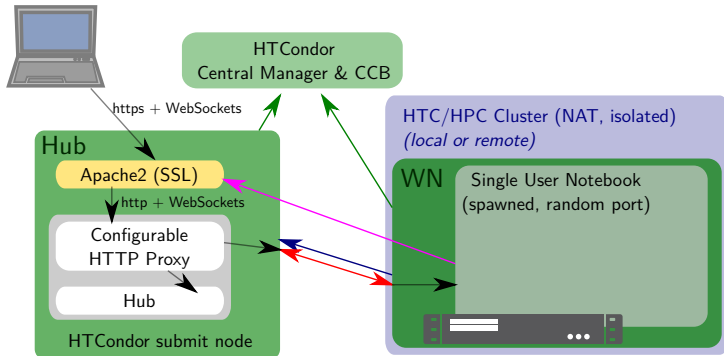 HTCondor
Central Manager & CCB
https + WebSockets
HTC/HPC Cluster (NAT, isolated)
(local or remote)
Hub
Apache2 (SSL)
WN
Single User Notebook
(spawned, random port)
http + WebSockets
Configurable
HTTP Proxy
Hub
HTCondor submit node